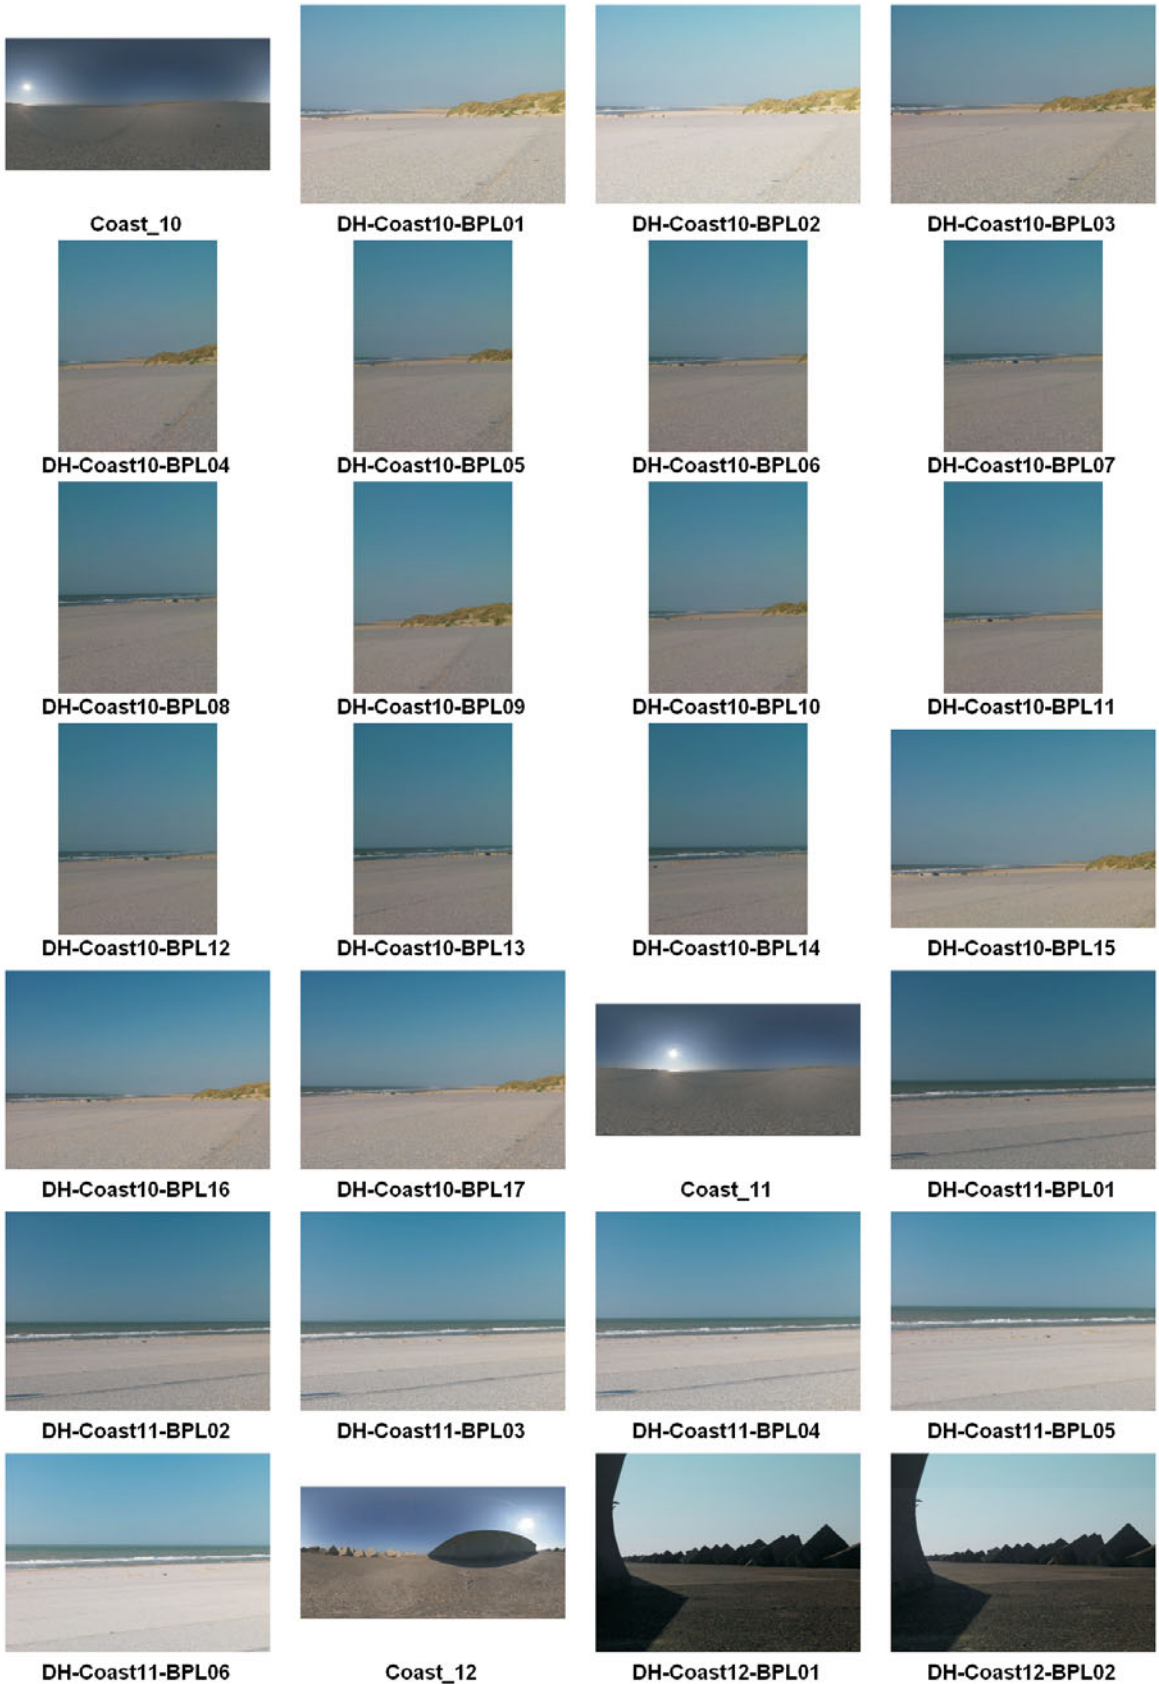 Coast_10 DH-Coast10-BPL01 DH-Coast10-BPL02 DH-Coast10-BPL03
DH-Coast10-BPL04 DH-Coast10-BPL05 DH-Coast10-BPL06 DH-Coast10-BPL07
DH-Coast10-BPL08 DH-Coast10-BPL09 DH-Coast10-BPL10 DH-Coast10-BPL11
DH-Coast10-BPL12 DH-Coast10-BPL13 DH-Coast10-BPL14 DH-Coast10-BPL15
DH-Coast10-BPL16 DH-Coast10-BPL17 Coast_11 DH-Coast11-BPL01
DH-Coast11-BPL02 DH-Coast11-BPL03 DH-Coast11-BPL04 DH-Coast11-BPL05
DH-Coast11-BPL06 Coast_12 DH-Coast12-BPL01 DH-Coast12-BPL02